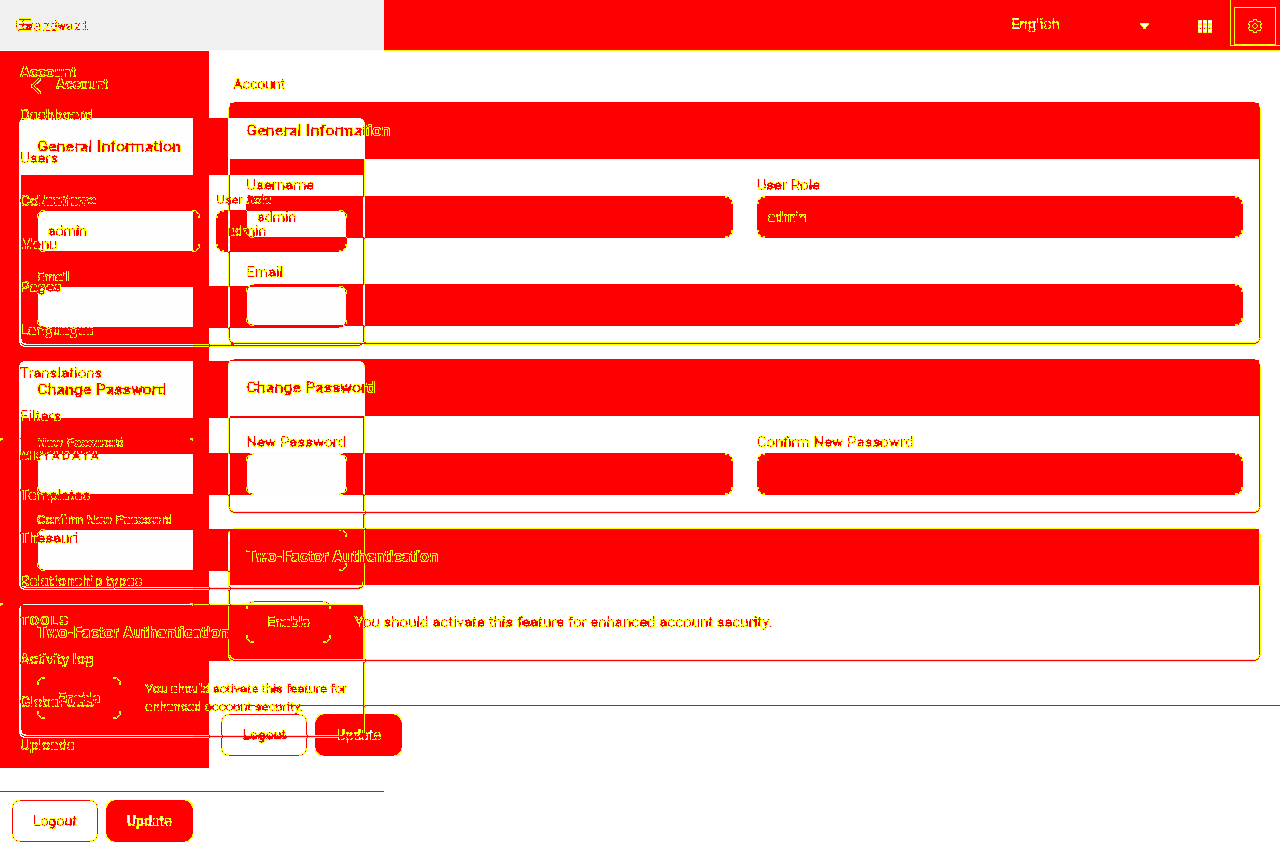 English
Account
Account
Account
Dashboard
General Information
General Information
Users
Username
User Role
Collections
User Role
admin
admin
admin
admin
Menu
Email
Email
Pages
Languages
Translations
Change Password
Change Password
Filters
New Password
New Password
Confirm New Passowrd
METADATA
Templates
Confirm New Password
Thesauri
Two-Factor Authentication
Relationship types
TOOLS
Enable
You should activate this feature for enhanced account security.
Two-Factor Authentication
Activity log
You should activate this feature for
Enable
Global CSS
enhanced account security.
Logout
Update
Uploads
Logout
Update